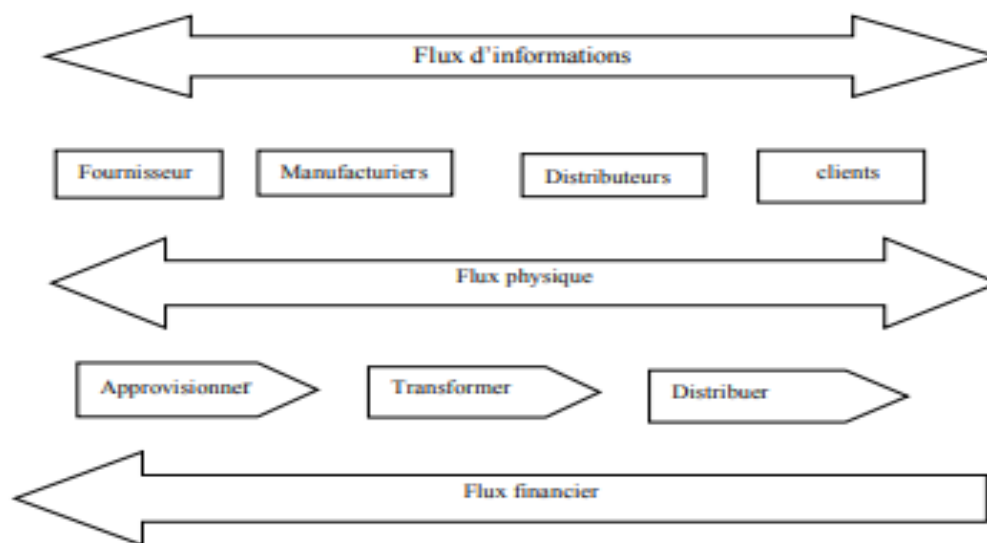 Flux d'informations
Fournisseur
Manufacturiers
Distributeurs
clients
Flux physique
Approvisionner
Transformer
Distribuer
Flux financier